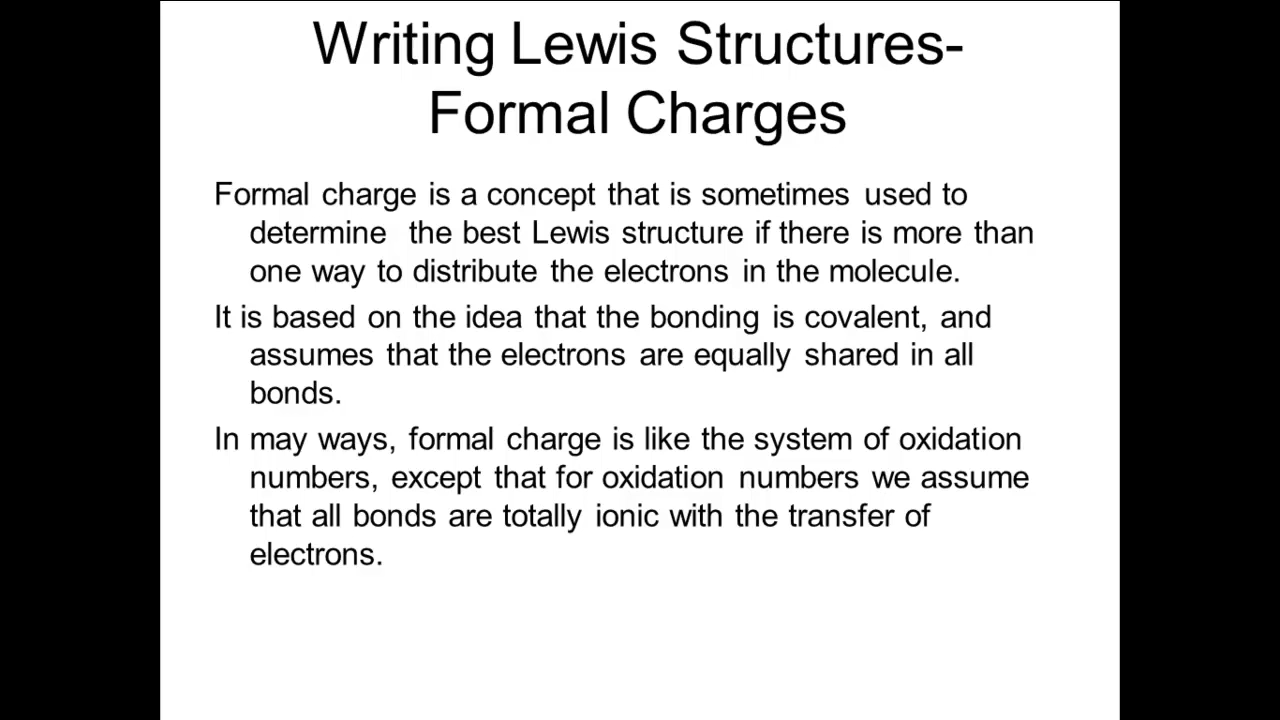 Writing Lewis Structures-
Formal Charges
Formal charge is a concept that is sometimes used to
determine the best Lewis structure if there is more than
one way to distribute the electrons in the molecule.
It is based on the idea that the bonding is covalent, and
assumes that the electrons are equally shared in all
bonds.
In may ways, formal charge is like the system of oxidation
numbers, except that for oxidation numbers we assume
that all bonds are totally ionic with the transfer of
electrons.